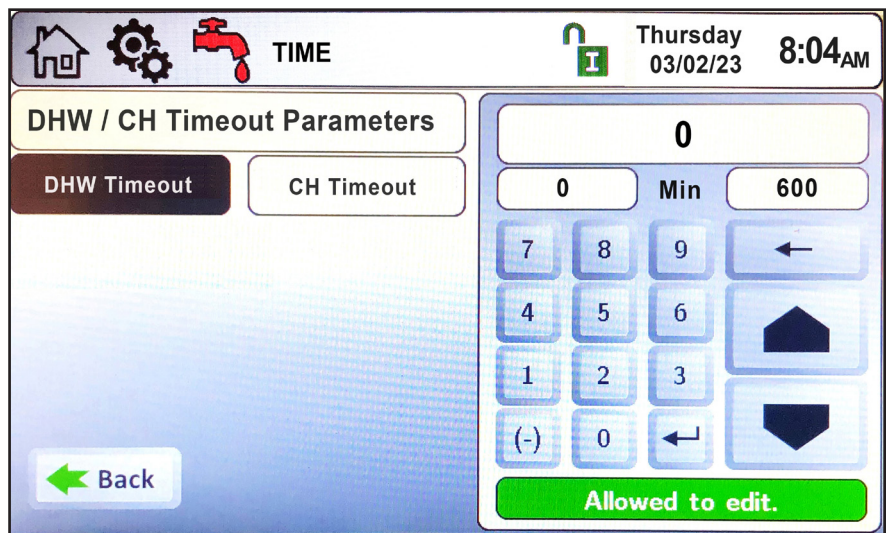 TIME
Thursday
03/02/23
8:04AM
DHW / CH Timeout Parameters
DHW Timeout
CH Timeout
0
0 Min 600
7 8 9
4 5 6
1 2 3
(-) 0
Back
Allowed to edit.